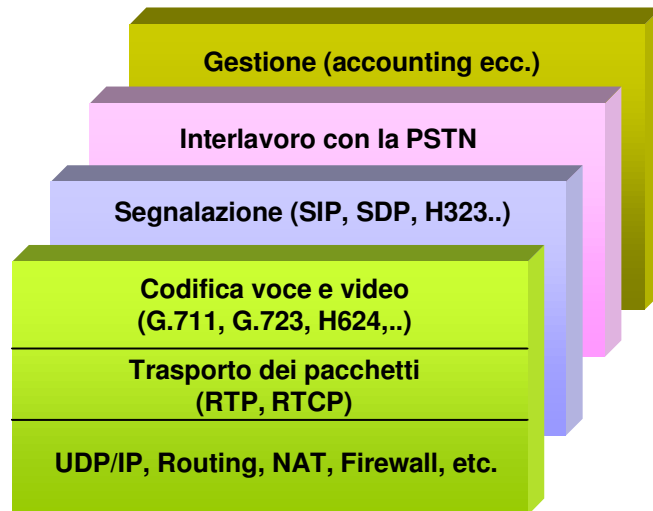 Gestione (accounting ecc.)
Interlavoro con la PSTN
Segnalazione (SIP, SDP, H323..)
Codifica voce e video
(G.711, G.723, H624,..)
Trasporto dei pacchetti
(RTP, RTCP)
UDP/IP, Routing, NAT, Firewall, etc.